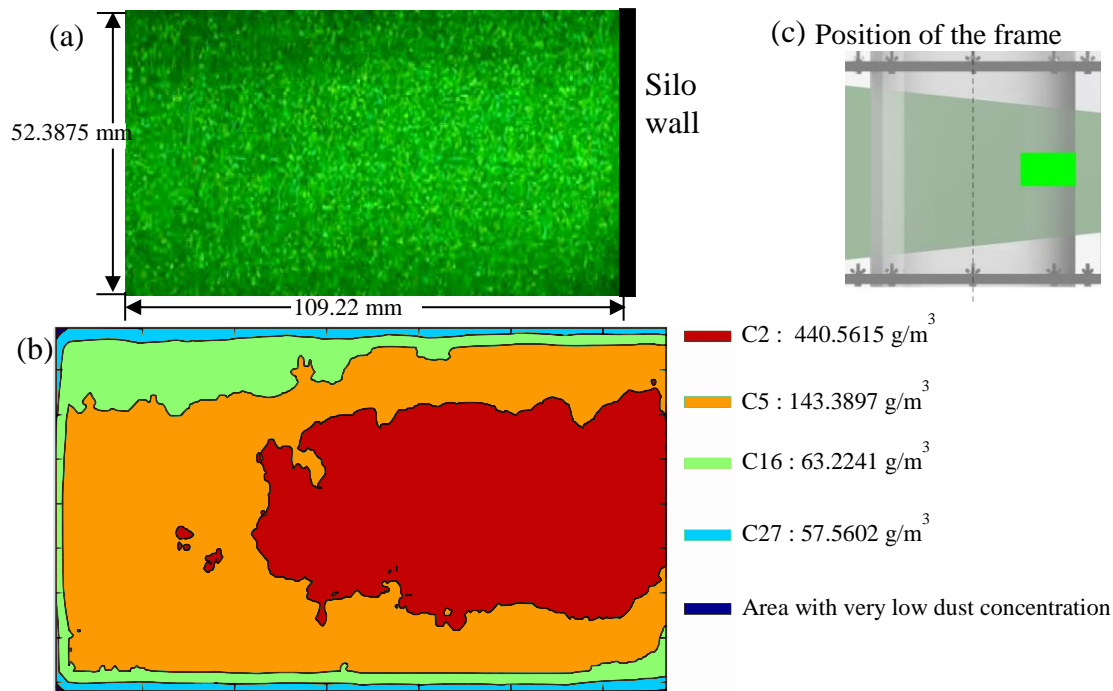 (a)
52.3875 mm
109.22 mm
Silo
wall
(c) Position of the frame
(b)
C2 : 440.5615 g/m³
C5 : 143.3897 g/m³
C16 : 63.2241 g/m³
C27 : 57.5602 g/m³
Area with very low dust concentration